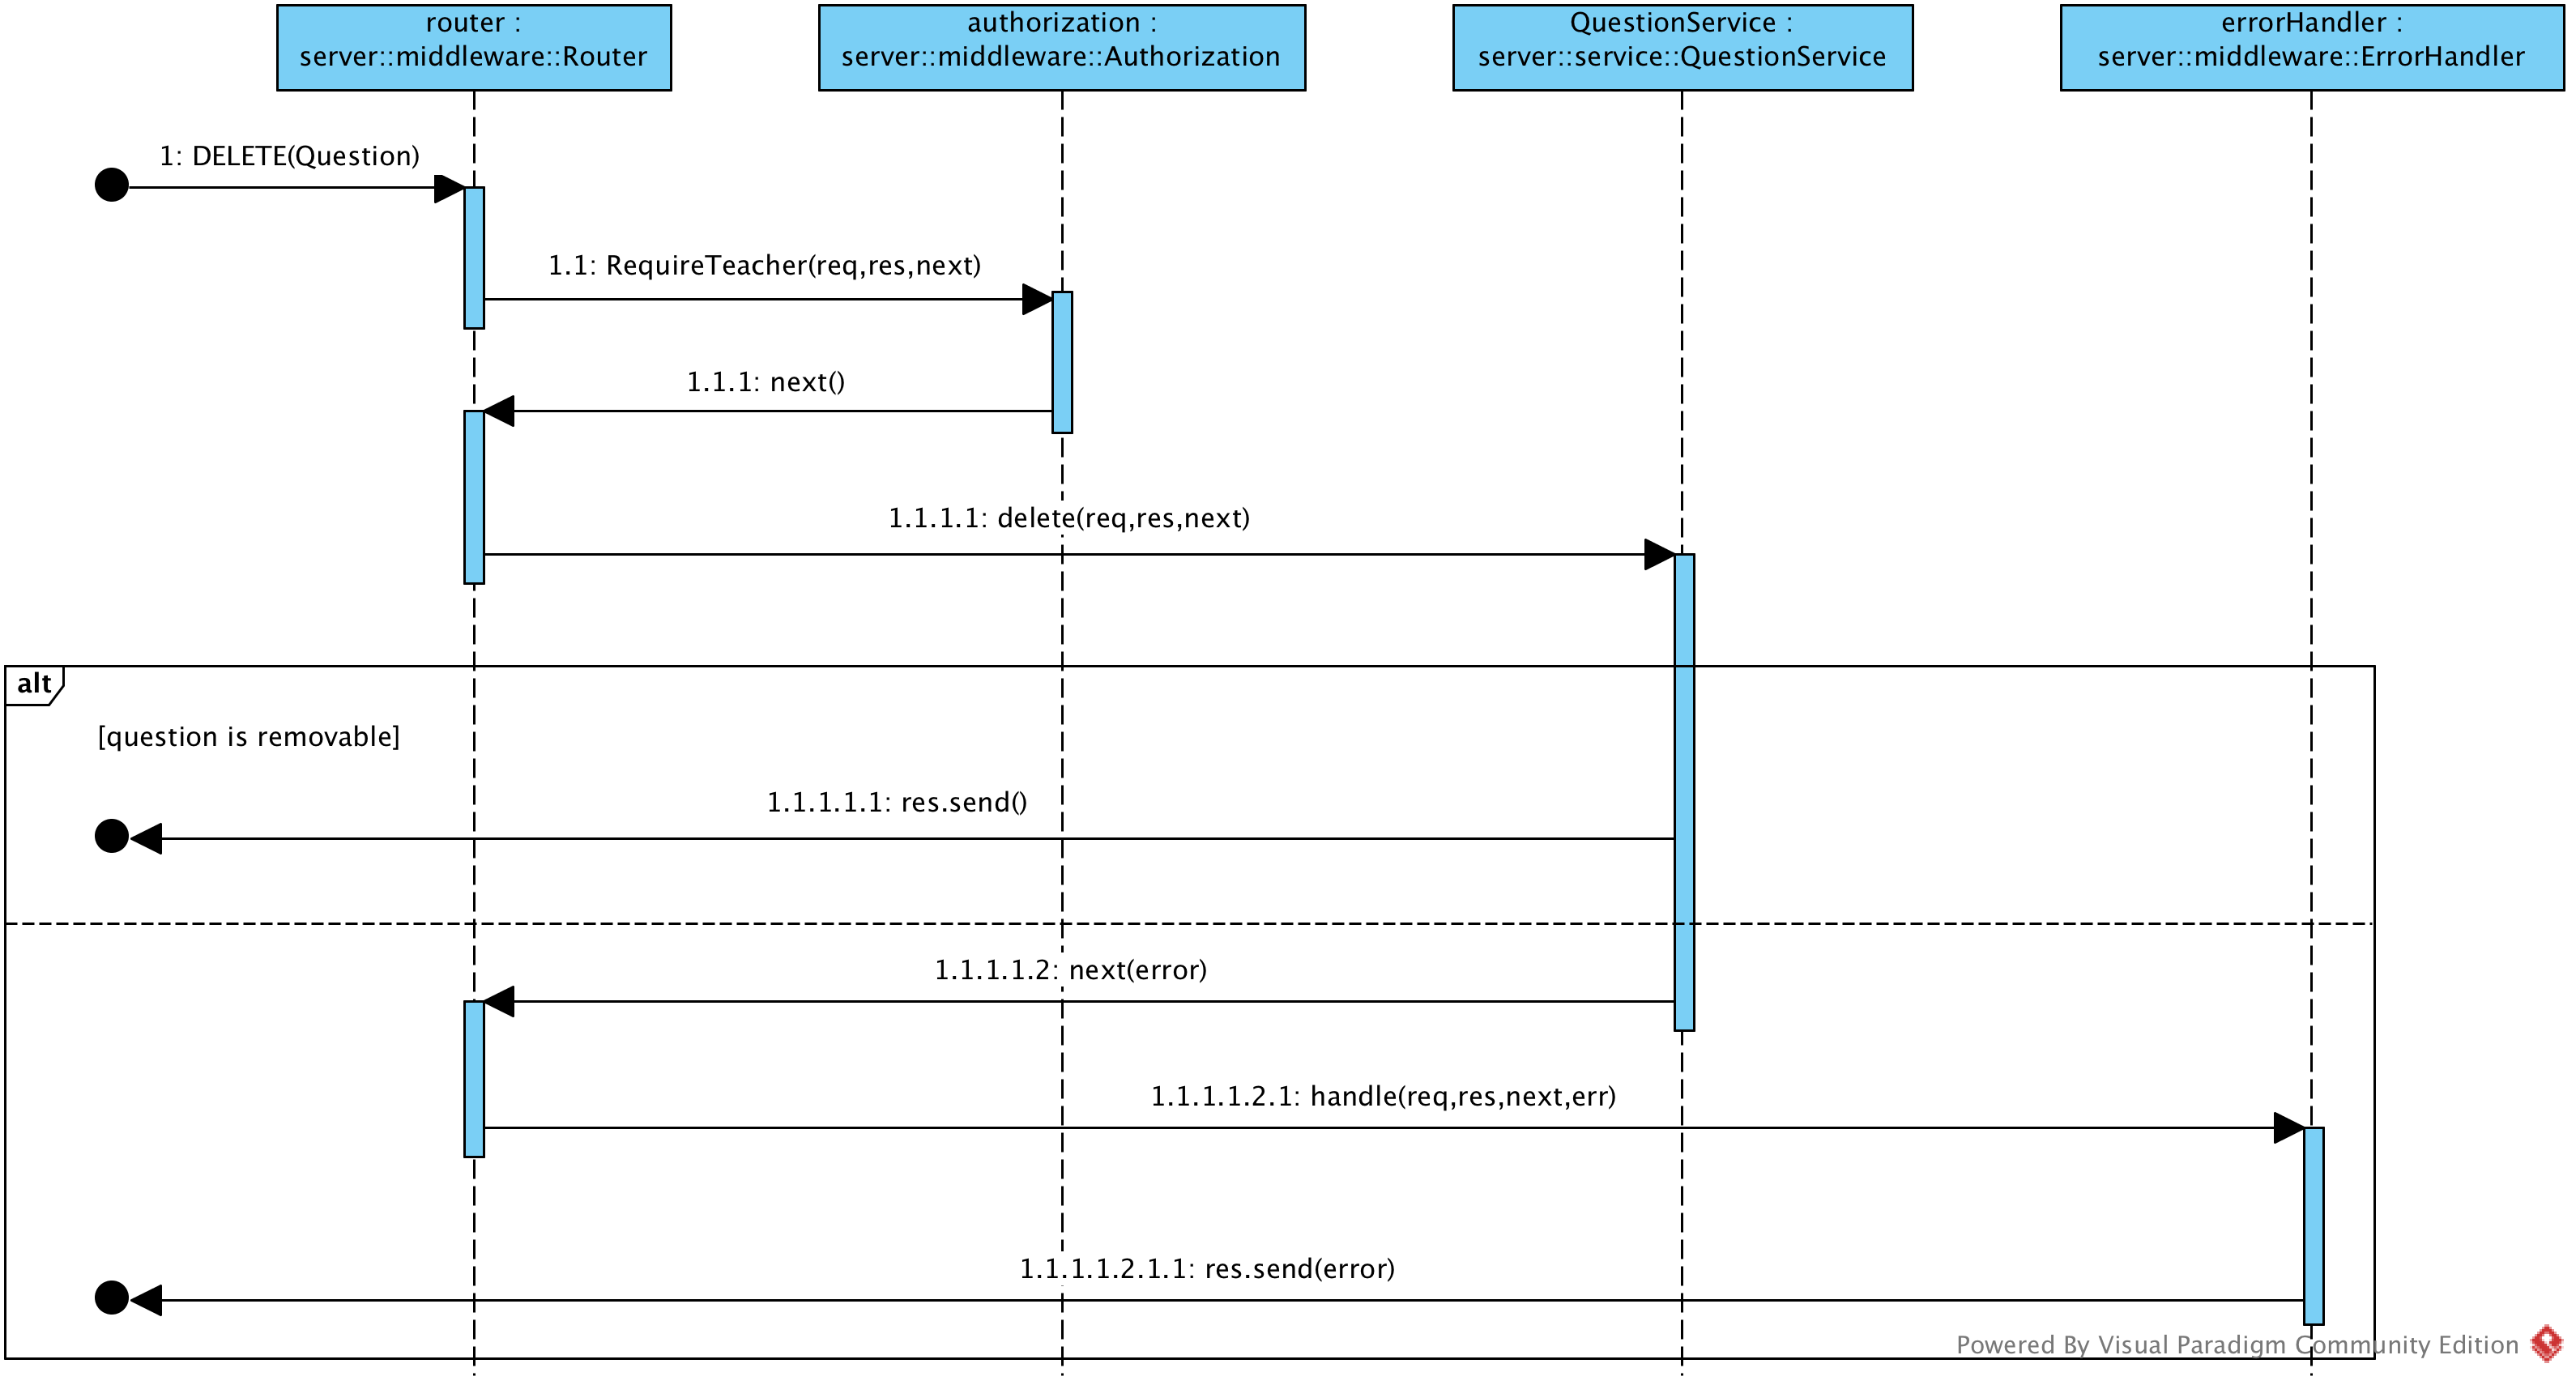 router :
server::middleware::Router
authorization :
server::middleware::Authorization
QuestionService :
server::service::QuestionService
errorHandler :
server::middleware::ErrorHandler
1: DELETE(Question)
1.1: RequireTeacher(req,res,next)
1.1.1: next()
1.1.1.1: delete(req,res,next)
alt
[question is removable]
1.1.1.1.1: res.send()
1.1.1.1.2: next(error)
1.1.1.1.2.1: handle(req,res,next,err)
1.1.1.1.2.1.1: res.send(error)
Powered By Visual Paradigm Community Edition